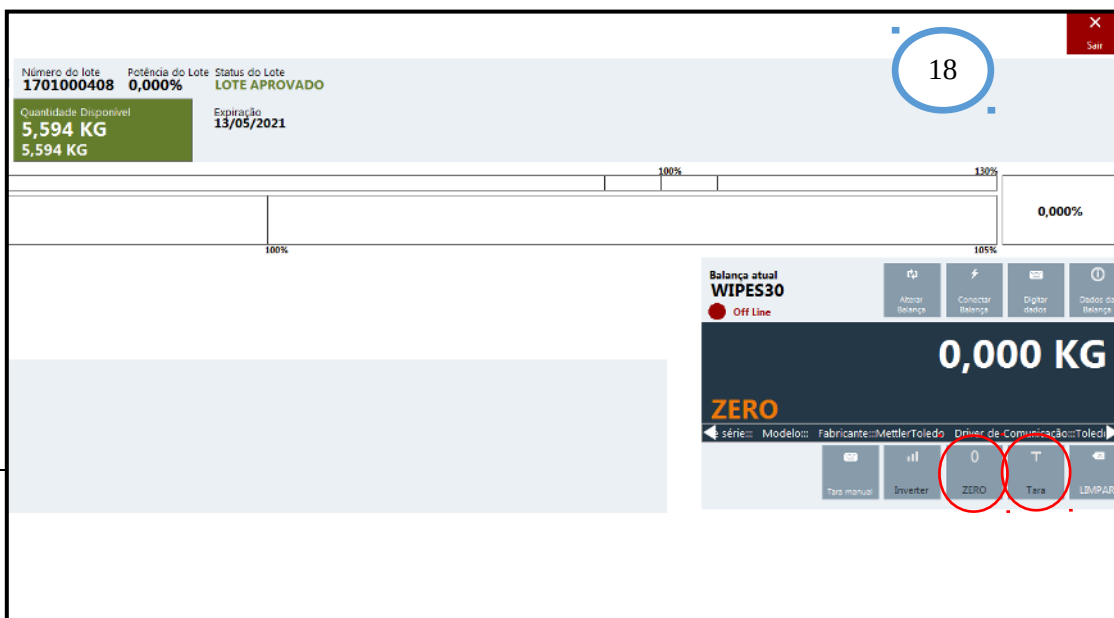 Sair
18
Número do lote Potência do Lote Status do Lote
1701000408 0,000% LOTE APROVADO
Quantidade Disponivel
5,594 KG
5,594 KG
Expiração
13/05/2021
100% 130%
0,000%
100% 105%
Balança atual
WIPES30
Off Line
Alterar Balança
Conectar Balança
Digitar dados
Dados da Balança
0,000 KG
ZERO
série::: Modelo::: Fabricante:::MettlerToledo Driver de Comunicação:::Toled
Tara manual
Inverter
0
ZERO
T
Tara
LIMPAR